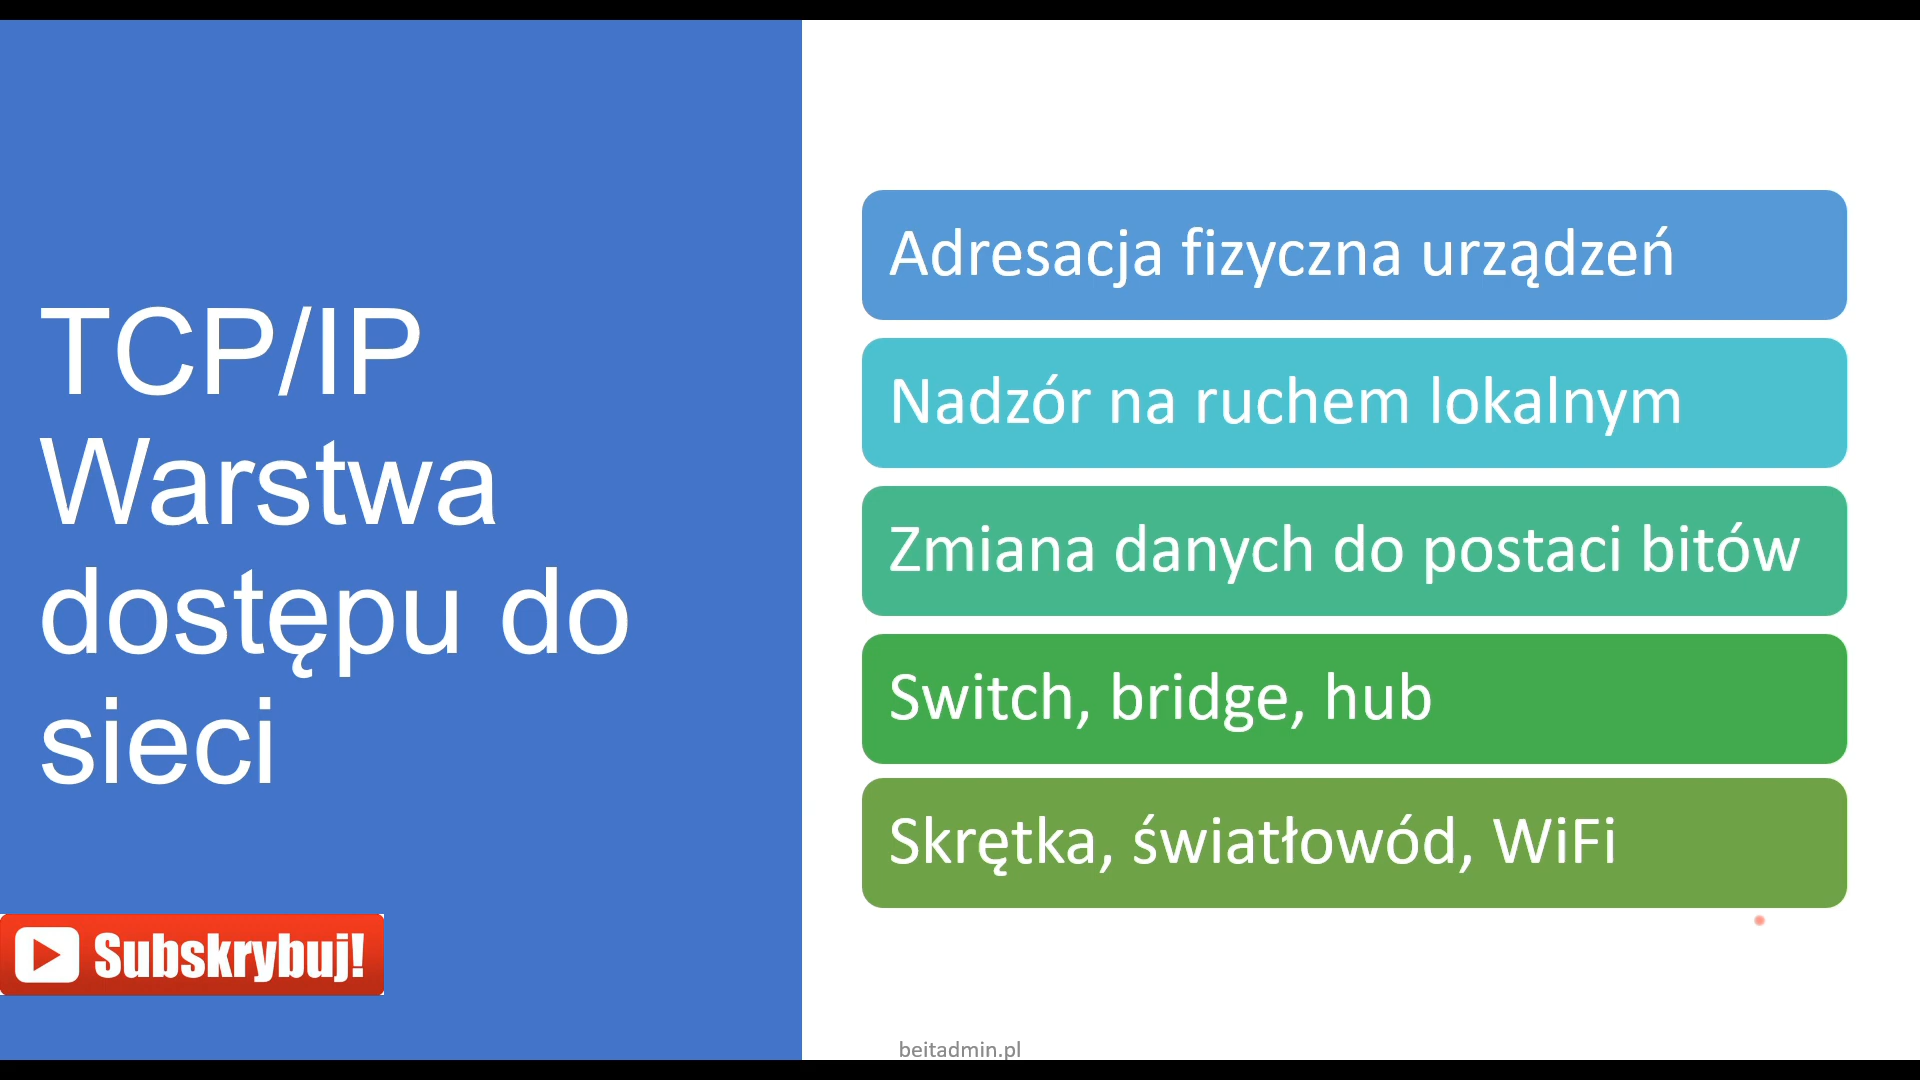 TCP/IP
Warstwa
dostępu do
sieci
Subskrybuj!
Adresacja fizyczna urządzeń
Nadzór na ruchem lokalnym
Zmiana danych do postaci bitów
Switch, bridge, hub
Skrętka, światłowód, WiFi
beitadmin.pl